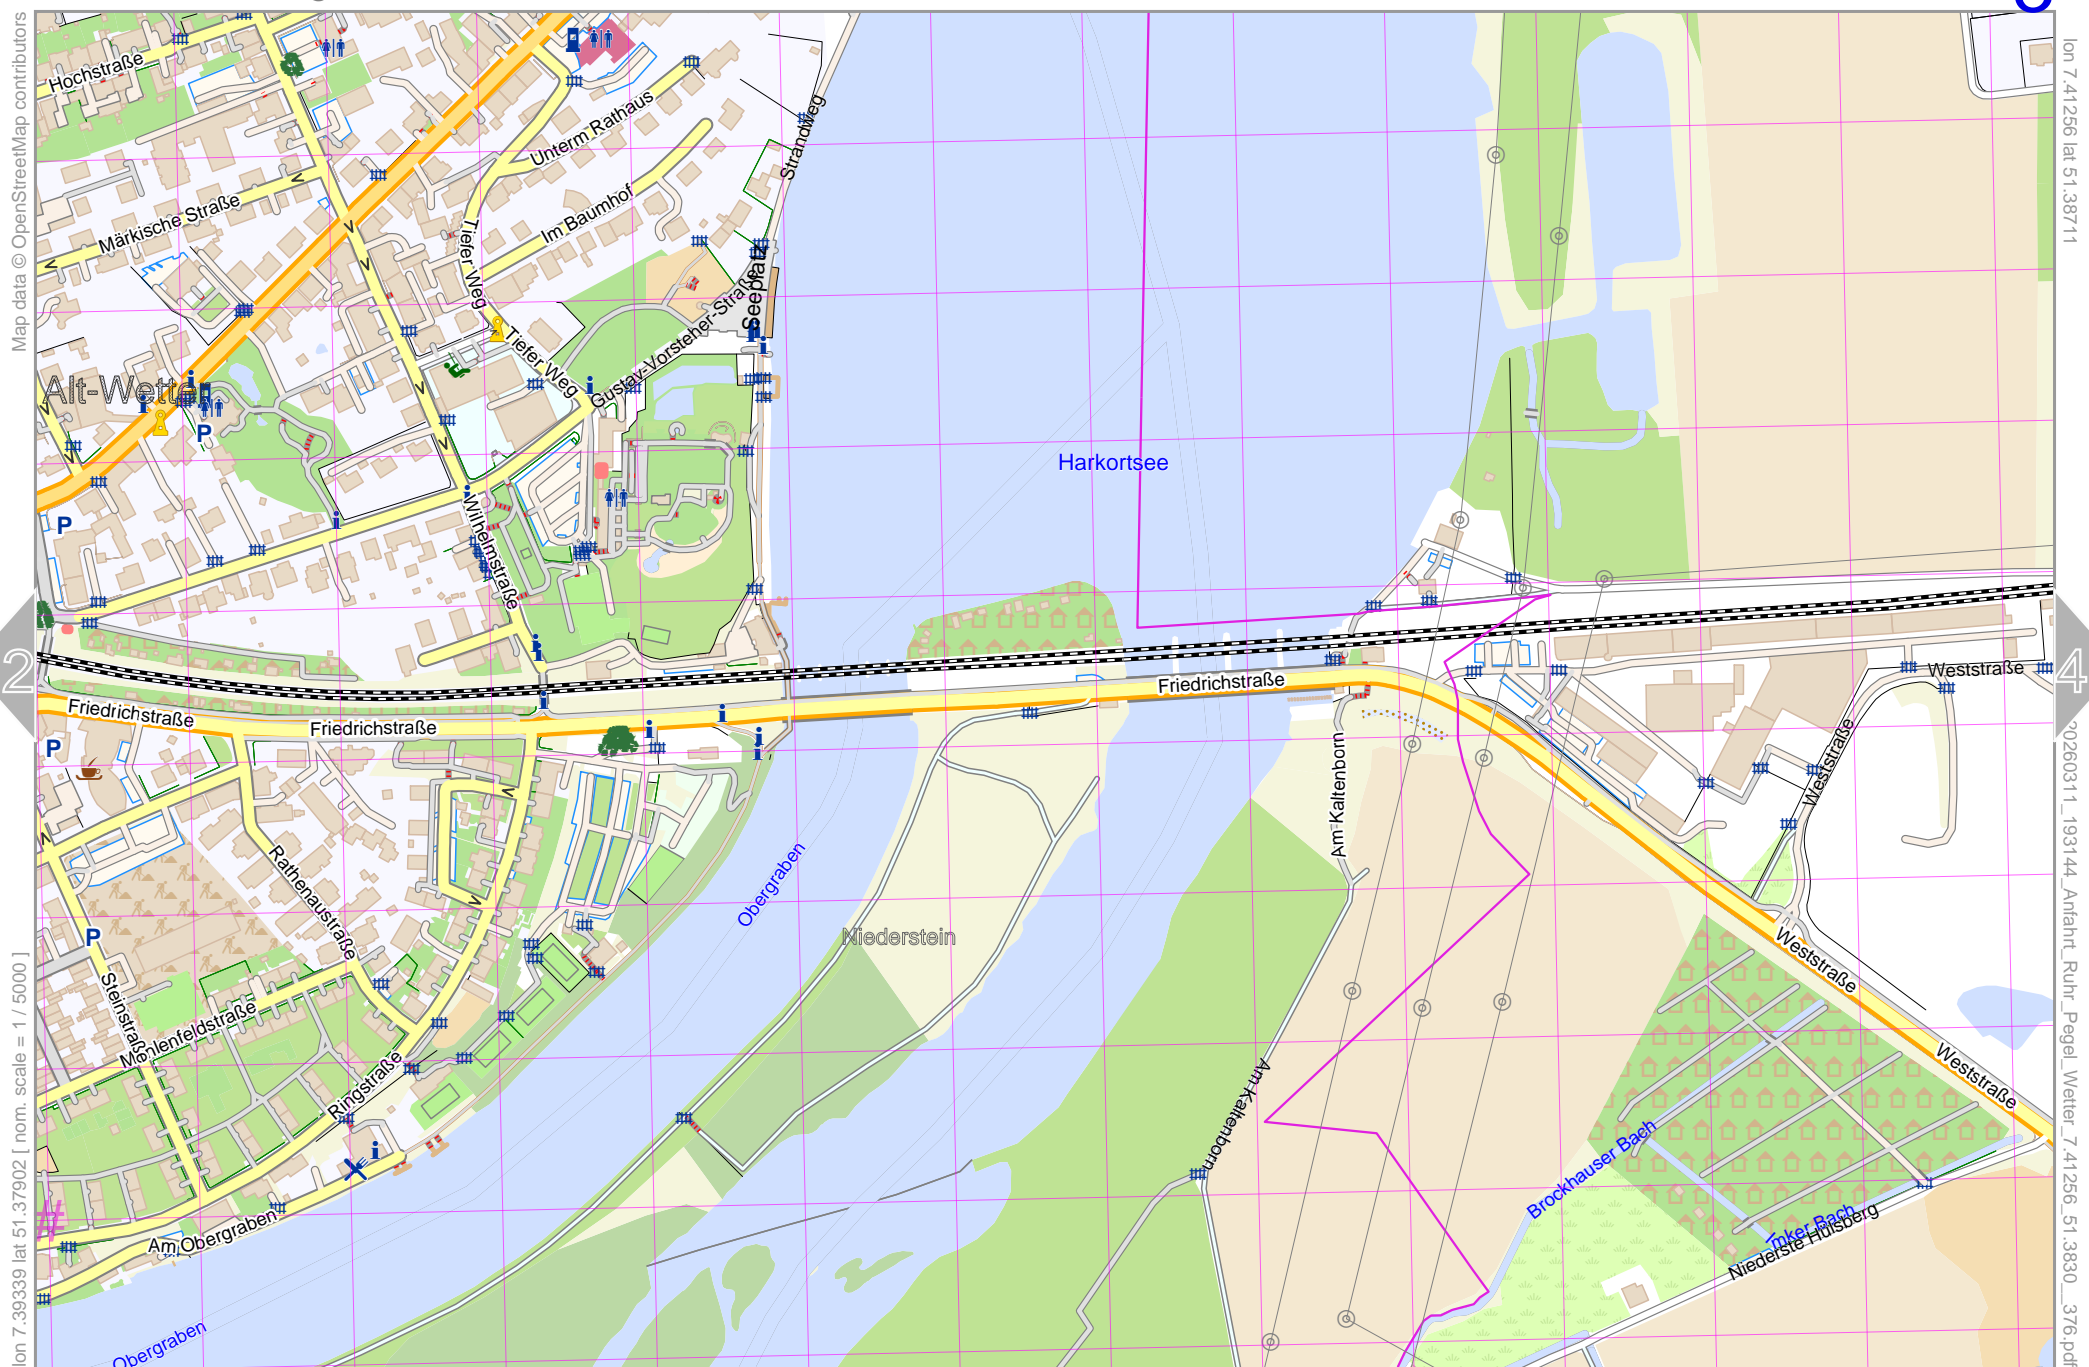 Map data © OpenStreetMap contributors
lon 7.41256 lat 51.38711
Hochstraße
Unterm Rathaus
Strandweg
Märkische Straße
Im Baumhof
Tiefer Weg
Seeplatz
Tiefer Weg
Gustav-Vorsteher-Straße
Alt-Wetter
P
Harkortsee
P
Wilhelmstraße
2
4
Friedrichstraße
Weststraße
Friedrichstraße
Friedrichstraße
P
Weststraße
Am Kaltenborn
Rathenaustraße
Obergraben
Niederstein
P
Weststraße
Steinstraße
Mühlenfeldstraße
Ringstraße
Weststraße
Am Kaltenborn
Brockhauser Bach
Am Obergraben
Niederste Hülsberg
Obergraben
lon 7.39339 lat 51.37902 [ nom. scale = 1 / 5000 ]
20260311_193144_Anfahrt_Ruhr_Pegel_Wetter_7.41256_51.3830__376.pdf